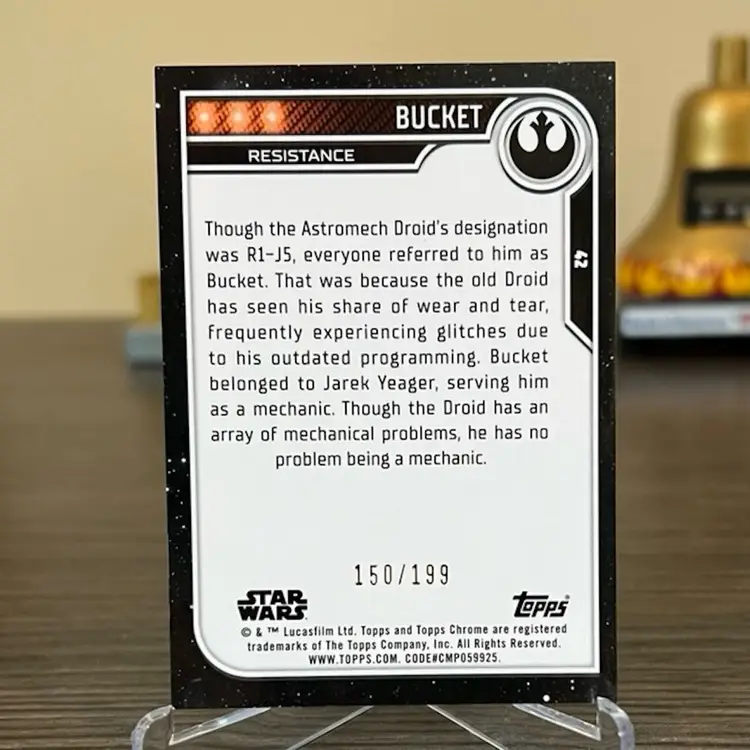 BUCKET
RESISTANCE
Though the Astromech Droid's designation
was R1-J5, everyone referred to him as
Bucket. That was because the old Droid
has seen his share of wear and tear,
frequently experiencing glitches due
to his outdated programming. Bucket
belonged to Jarek Yeager, serving him
as a mechanic. Though the Droid has an
array of mechanical problems, he has no
problem being a mechanic.
42
150/199
STAR
WARS
Topps®
© & ™ Lucasfilm Ltd. Topps and Topps Chrome are registered
trademarks of The Topps Company, Inc. All Rights Reserved.
WWW.TOPPS.COM. CODE#CMP059925.